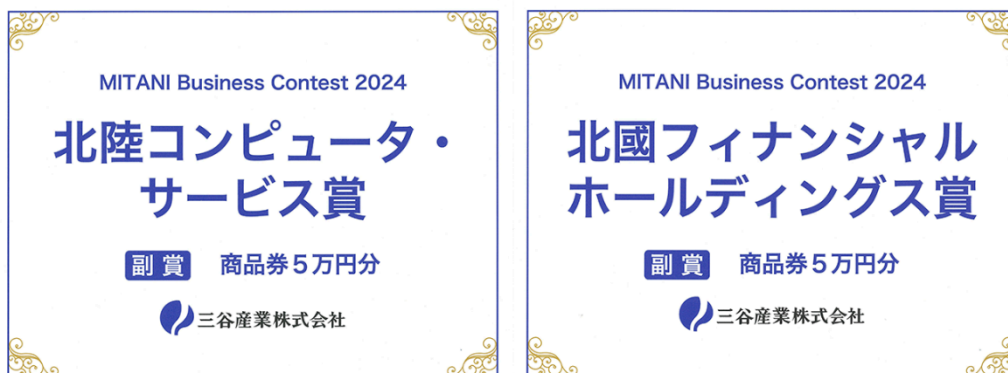 MITANI Business Contest 2024
北陸コンピュータ・
サービス賞
副賞 商品券5万円分
三谷産業株式会社
MITANI Business Contest 2024
北國フィナンシャル
ホールディングス賞
副賞 商品券5万円分
三谷産業株式会社